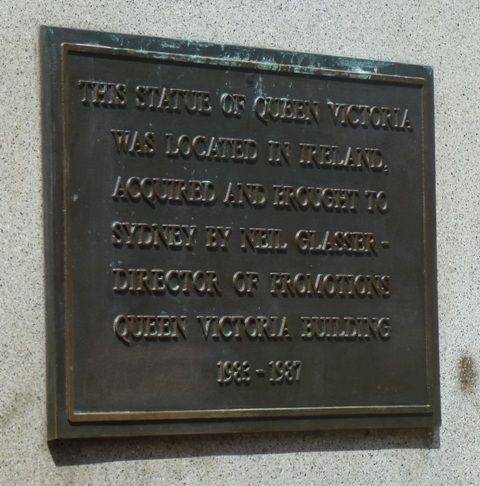 THIS STATUE OF QUEEN VICTORIA
WAS LOCATED IN IRELAND,
ACQUIRED AND BROUGHT TO
SYDNEY BY NEIL GLASSER -
DIRECTOR OF PROMOTIONS
QUEEN VICTORIA BUILDING
1983 - 1987